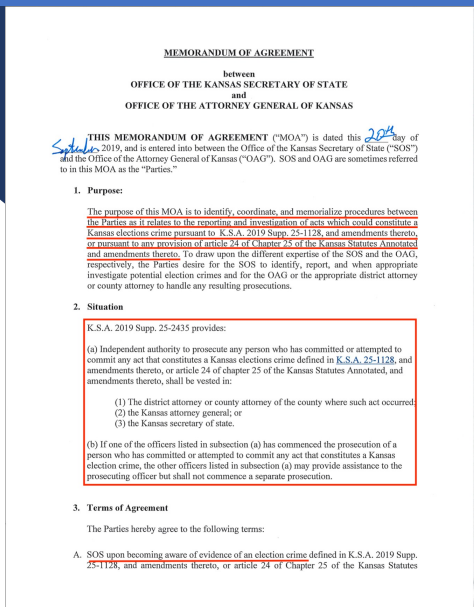 MEMORANDUM OF AGREEMENT
between
OFFICE OF THE KANSAS SECRETARY OF STATE
and
OFFICE OF THE ATTORNEY GENERAL OF KANSAS
THIS MEMORANDUM OF AGREEMENT (“MOA”) is dated this 20th day of
September 2019, and is entered into between the Office of the Kansas Secretary of State (“SOS”)
and the Office of the Attorney General of Kansas (“OAG”). SOS and OAG are sometimes referred
to in this MOA as the “Parties.”
1. Purpose:
The purpose of this MOA is to identify, coordinate, and memorialize procedures between
the Parties as it relates to the reporting and investigation of acts which could constitute a
Kansas elections crime pursuant to K.S.A. 2019 Supp. 25-1128, and amendments thereto,
or pursuant to any provision of article 24 of Chapter 25 of the Kansas Statutes Annotated
and amendments thereto. To draw upon the different expertise of the SOS and the OAG,
respectively, the Parties desire for the SOS to identify, report, and when appropriate
investigate potential election crimes and for the OAG or the appropriate district attorney
or county attorney to handle any resulting prosecutions.
2. Situation
K.S.A. 2019 Supp. 25-2435 provides:
(a) Independent authority to prosecute any person who has committed or attempted to
commit any act that constitutes a Kansas elections crime defined in K.S.A. 25-1128, and
amendments thereto, or article 24 of chapter 25 of the Kansas Statutes Annotated, and
amendments thereto, shall be vested in:
(1) The district attorney or county attorney of the county where such act occurred;
(2) the Kansas attorney general; or
(3) the Kansas secretary of state.
(b) If one of the officers listed in subsection (a) has commenced the prosecution of a
person who has committed or attempted to commit any act that constitutes a Kansas
election crime, the other officers listed in subsection (a) may provide assistance to the
prosecuting officer but shall not commence a separate prosecution.
3. Terms of Agreement
The Parties hereby agree to the following terms:
A. SOS upon becoming aware of evidence of an election crime defined in K.S.A. 2019 Supp.
25-1128, and amendments thereto, or article 24 of Chapter 25 of the Kansas Statutes